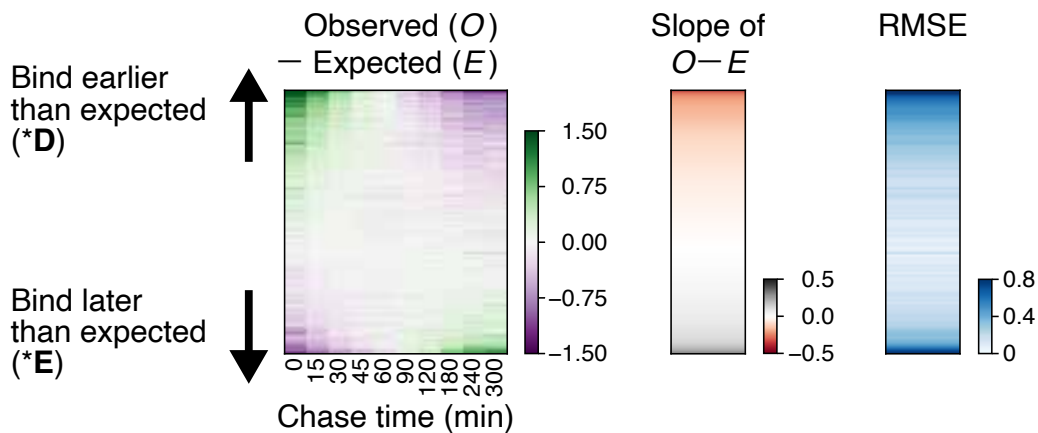 Observed (O)
− Expected (E)
Slope of
O−E
RMSE
Bind earlier
than expected
(*D)
Bind later
than expected
(*E)
1.50
0.75
0.00
−0.75
−1.50
0.5
0.0
−0.5
0.8
0.4
0
0 15 30 45 60 90 120 180 240 300
Chase time (min)